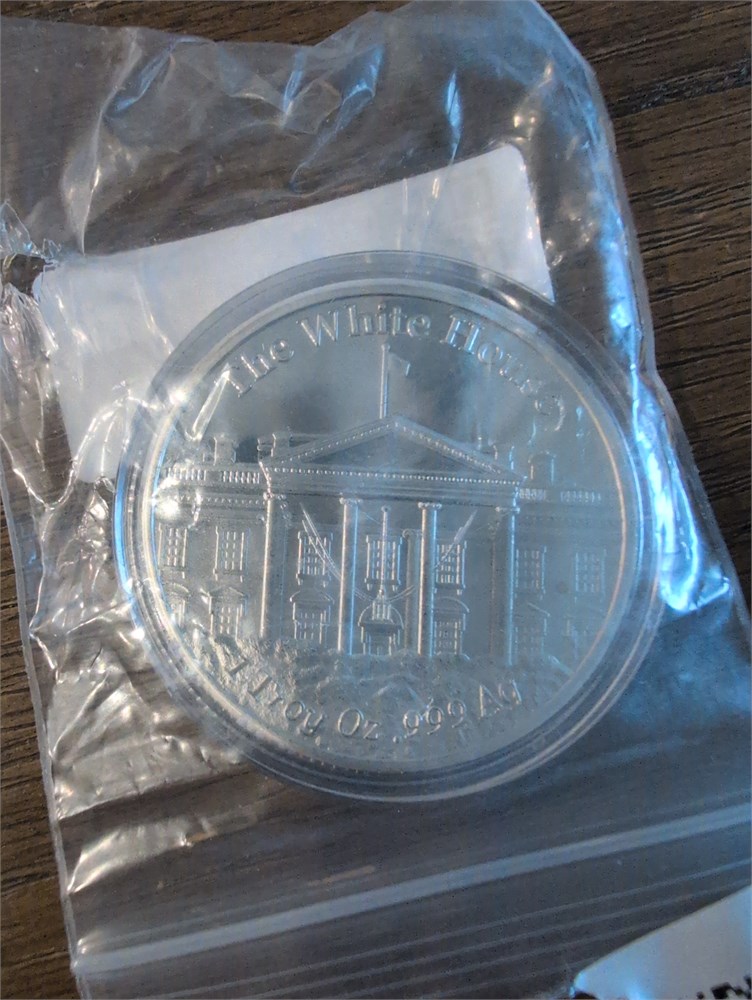 The White House
1 Troy Oz .999 Ag